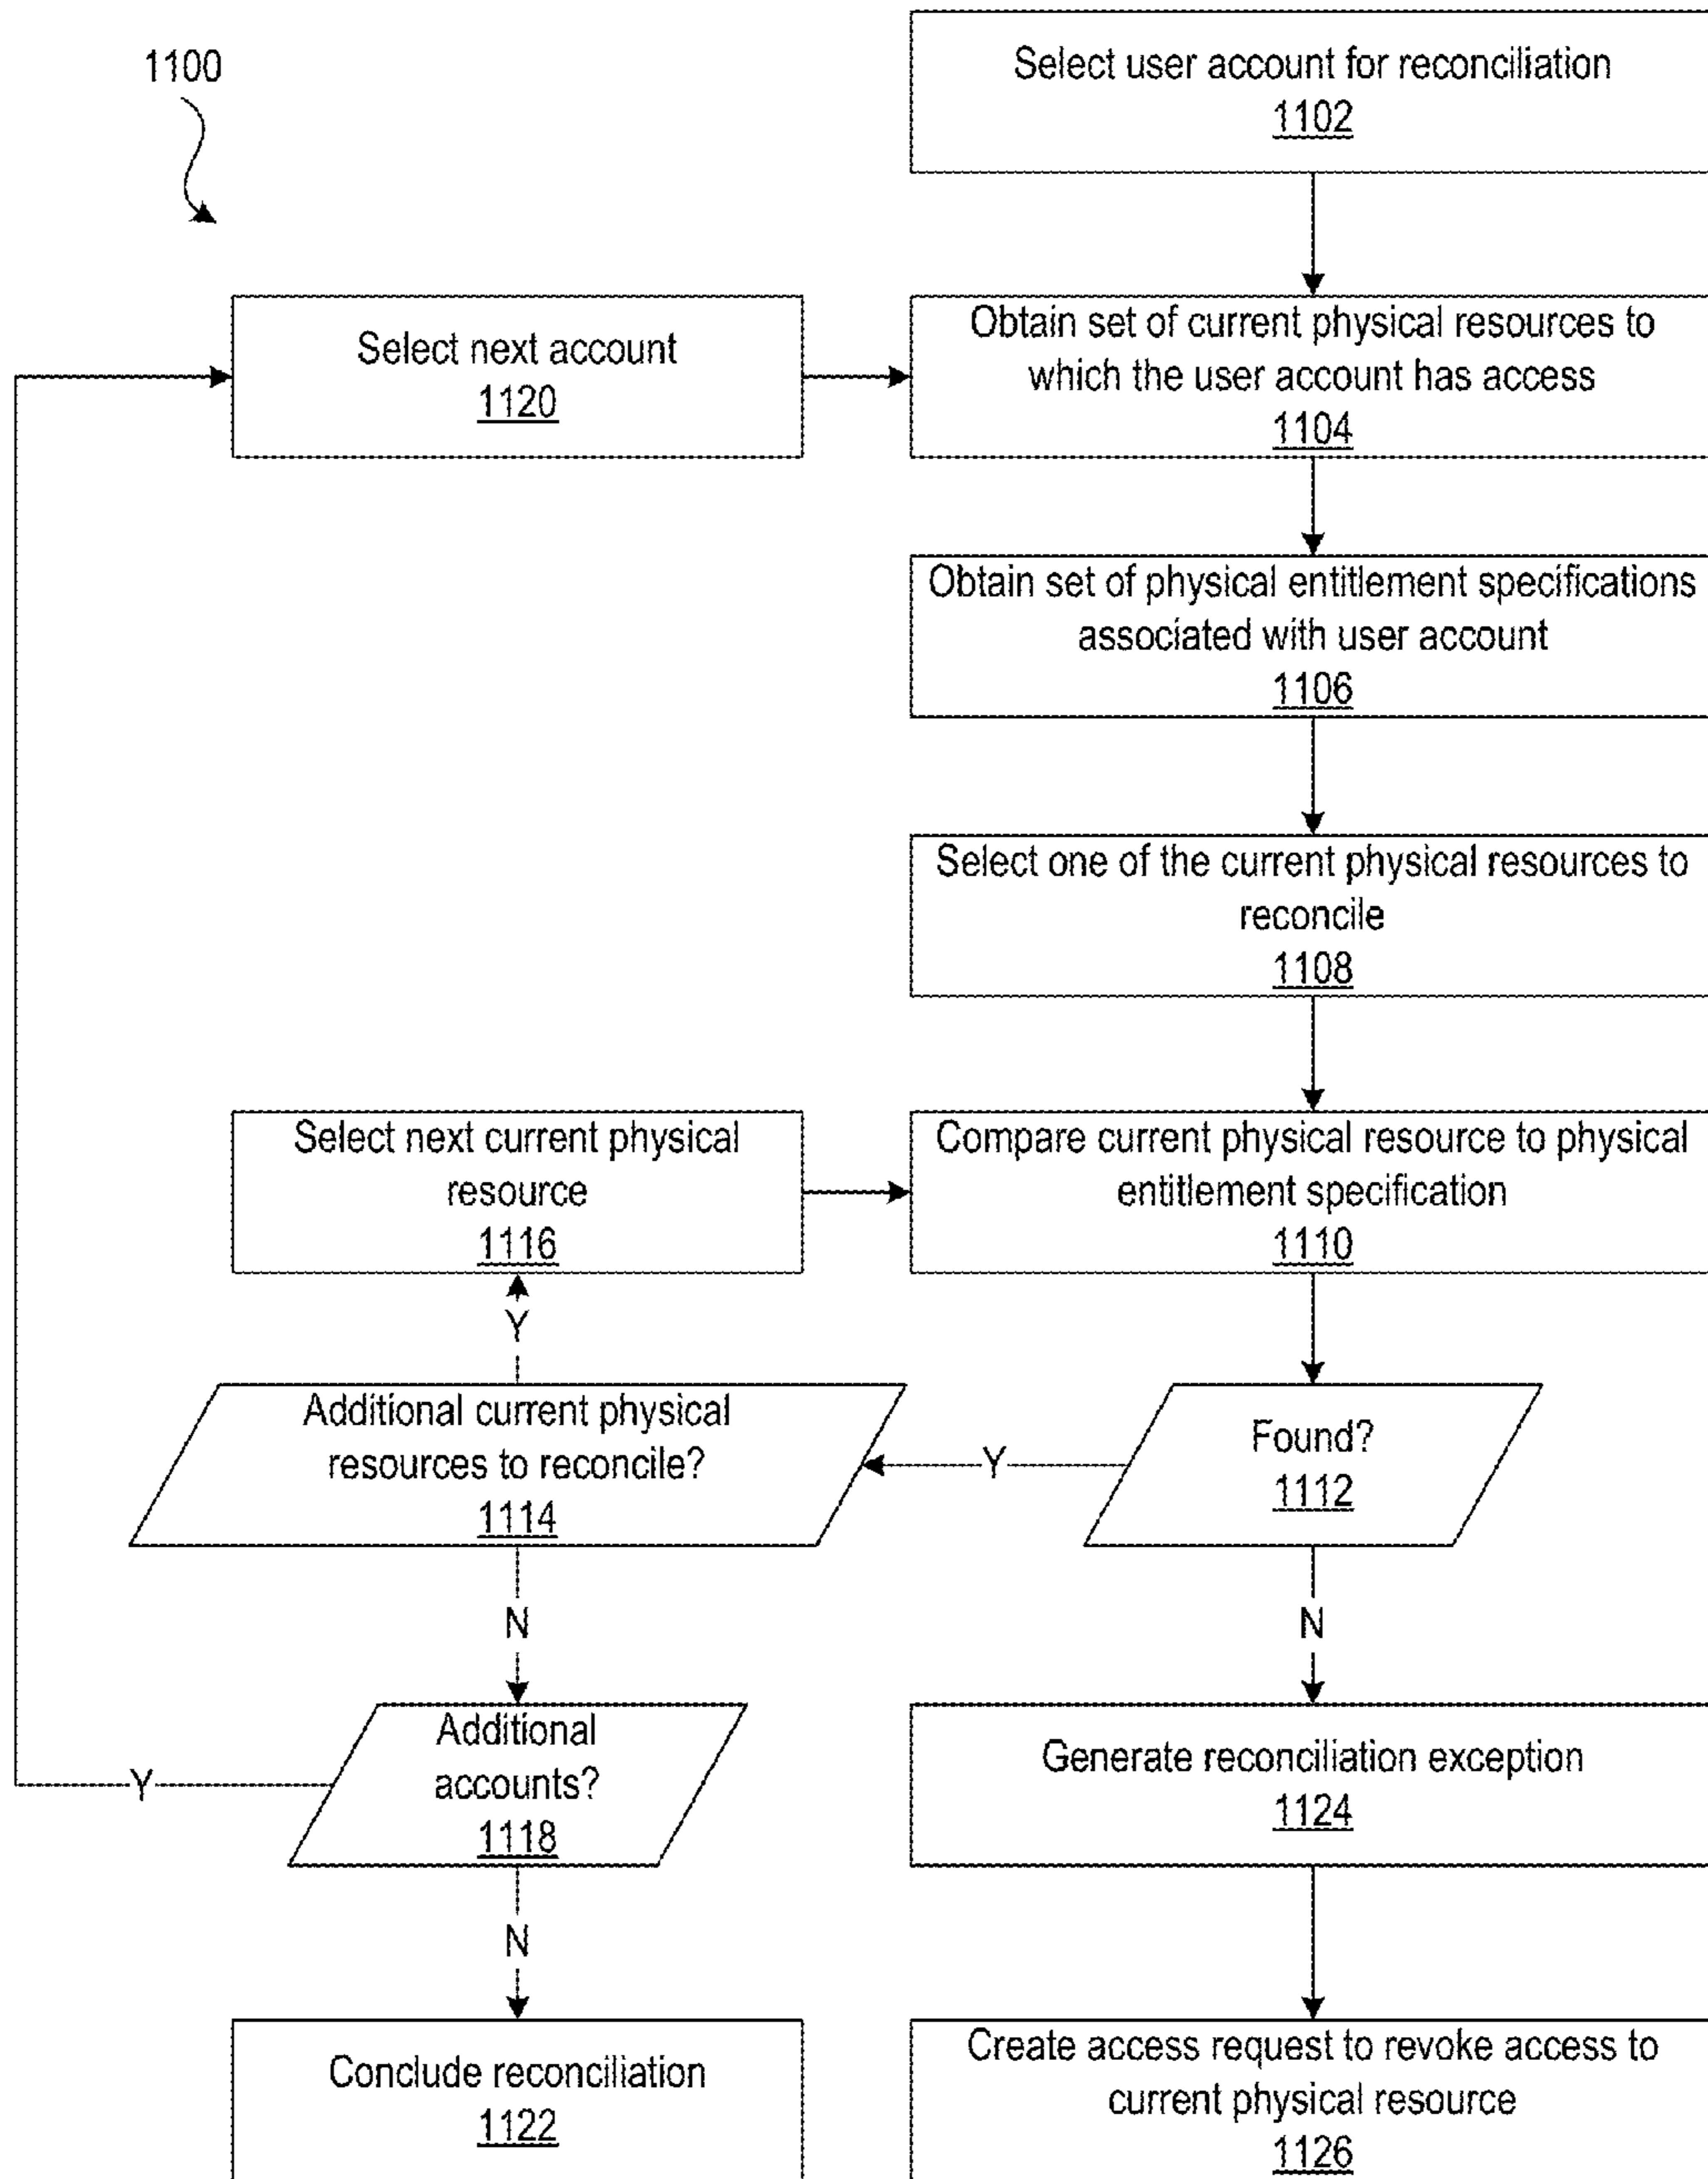 1100
Select user account for reconciliation
1102
Select next account
1120
Obtain set of current physical resources to
which the user account has access
1104
Obtain set of physical entitlement specifications
associated with user account
1106
Select one of the current physical resources to
reconcile
1108
Select next current physical
resource
1116
Compare current physical resource to physical
entitlement specification
1110
Y
Additional current physical
resources to reconcile?
1114
Y
Found?
1112
N
N
Additional
accounts?
1118
Y
Generate reconciliation exception
1124
N
Conclude reconciliation
1122
Create access request to revoke access to
current physical resource
1126